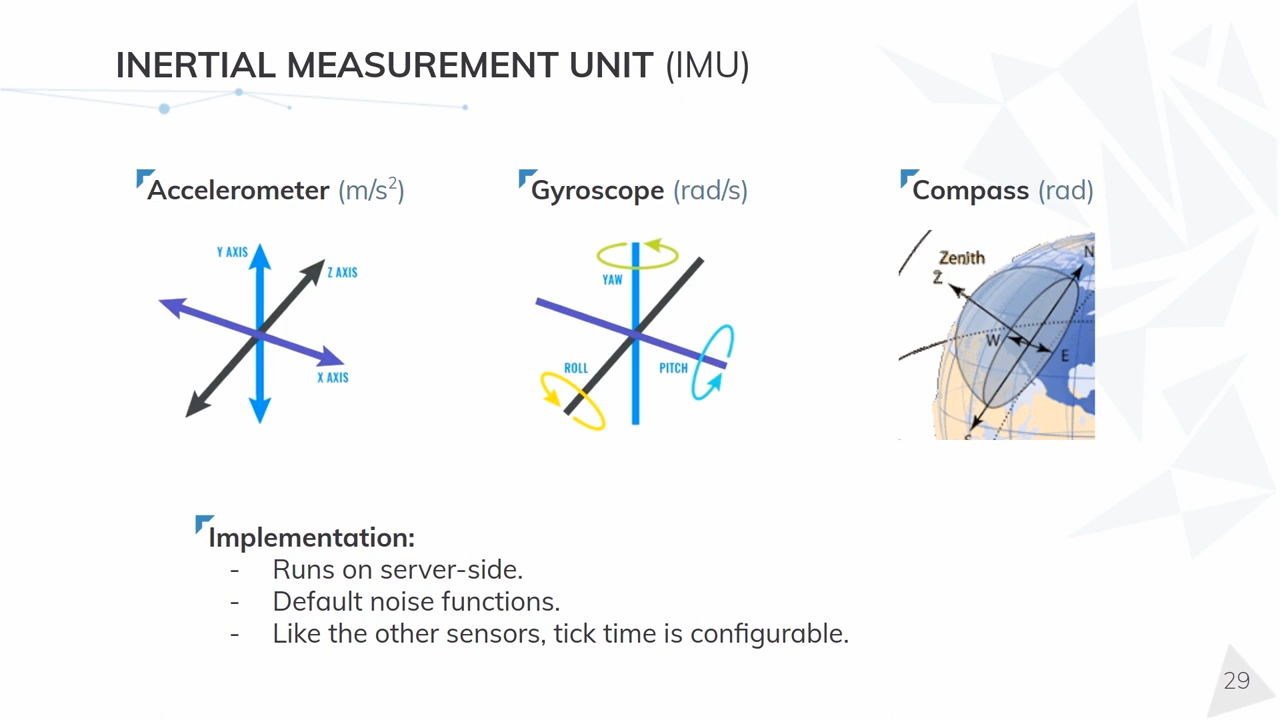 INERTIAL MEASUREMENT UNIT (IMU)
Accelerometer (m/s²)
Y AXIS
Z AXIS
X AXIS
Gyroscope (rad/s)
YAW
ROLL
PITCH
Compass (rad)
Zenith
Z
N
W
E
S
Implementation:
- Runs on server-side.
- Default noise functions.
- Like the other sensors, tick time is configurable.
29